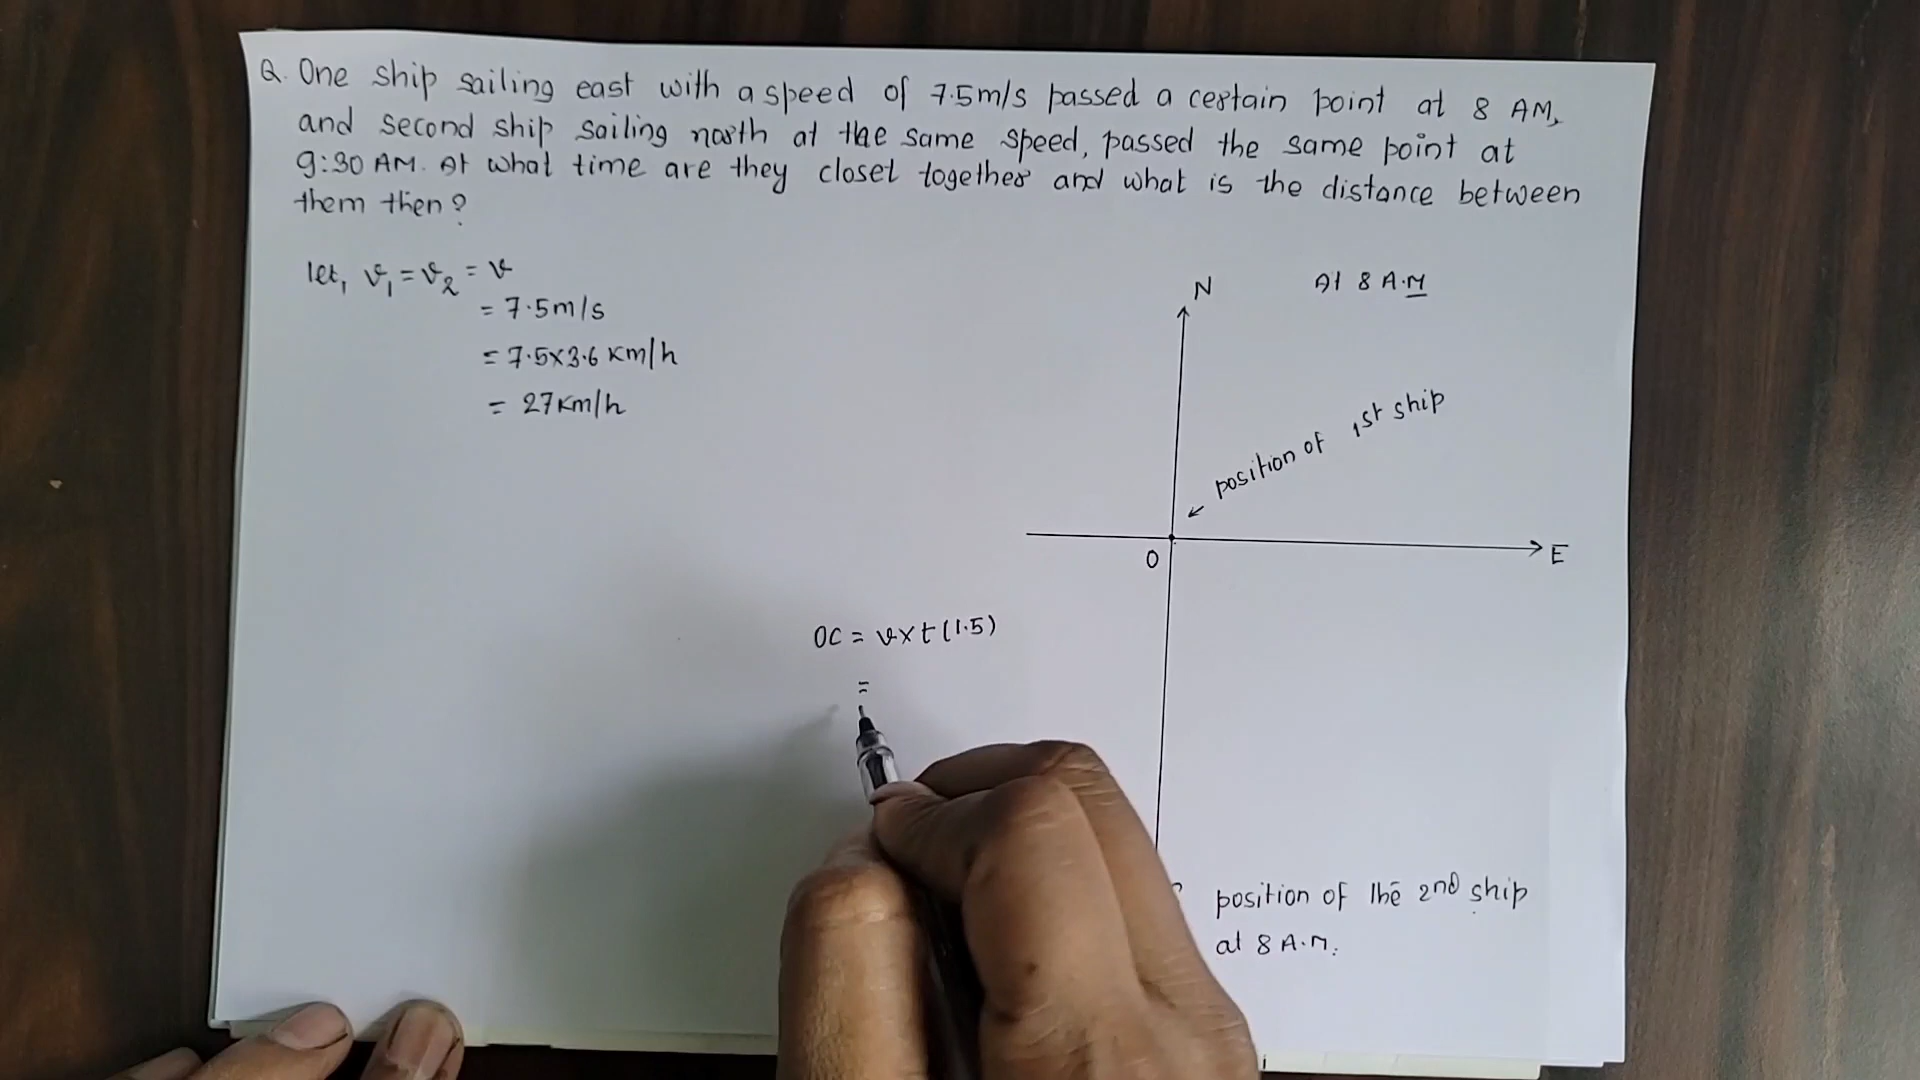 Q. One ship sailing east with a speed of 7.5m/s passed a certain point at 8 AM,
and second ship sailing north at the same speed, passed the same point at
9:30 AM. At what time are they closet together and what is the distance between
them then?
let, v₁ = v₂ = v
= 7.5m/s
= 7.5x3.6 km/h
= 27km/h
N
At 8 A.M
position of 1st ship
O
E
OC = v x t (1.5)
=
position of the 2nd ship
at 8 A.M.